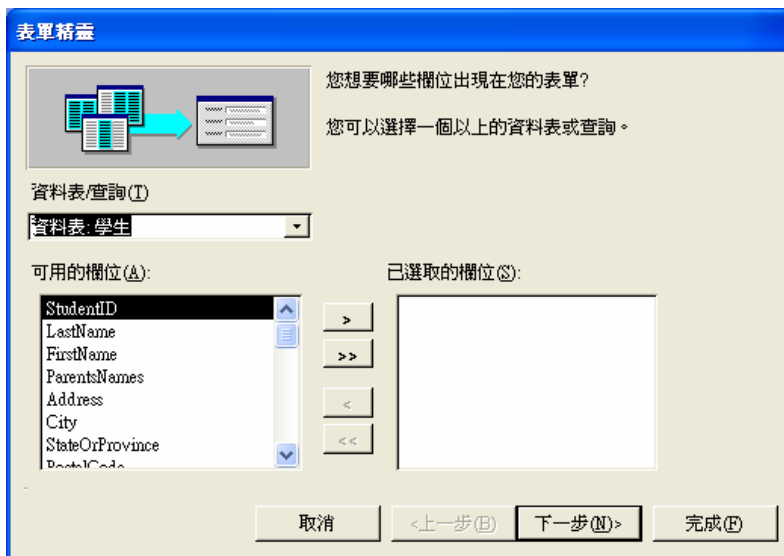 表單精靈
您想要哪些欄位出現在您的表單?
您可以選擇一個以上的資料表或查詢。
資料表/查詢(T)
資料表: 學生
可用的欄位(A):
已選取的欄位(S):
StudentID
LastName
FirstName
ParentsNames
Address
City
StateOrProvince
PostalCode
>
>>
<
<<
取消
<上一步(B)
下一步(N)>
完成(F)